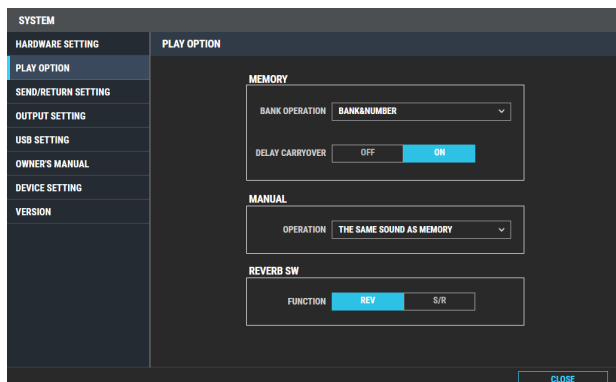 SYSTEM
HARDWARE SETTING
PLAY OPTION
SEND/RETURN SETTING
OUTPUT SETTING
USB SETTING
OWNER'S MANUAL
DEVICE SETTING
VERSION
PLAY OPTION
MEMORY
BANK OPERATION BANK&NUMBER
DELAY CARRYOVER OFF ON
MANUAL
OPERATION THE SAME SOUND AS MEMORY
REVERB SW
FUNCTION REV S/R
CLOSE